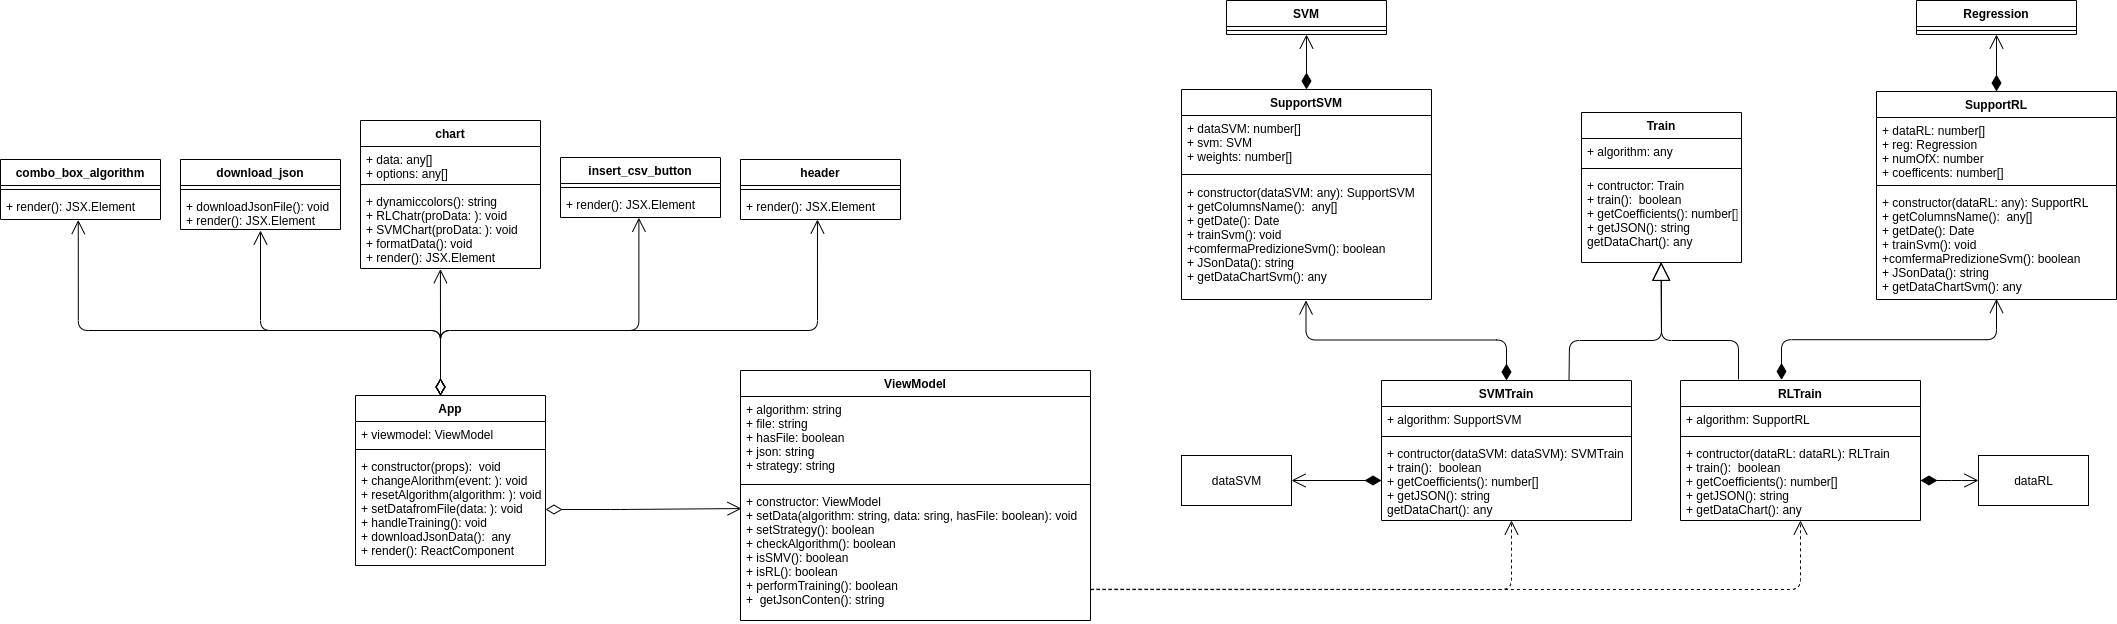 combo_box_algorithm
+ render(): JSX.Element
download_json
+ downloadJsonFile(): void
+ render(): JSX.Element
chart
+ data: any[]
+ options: any[]
+ dynamiccolors(): string
+ RLChatr(proData: ): void
+ SVMChart(proData: ): void
+ formatData(): void
+ render(): JSX.Element
insert_csv_button
+ render(): JSX.Element
header
+ render(): JSX.Element
App
+ viewmodel: ViewModel
+ constructor(props):  void
+ changeAlorithm(event: ): void
+ resetAlgorithm(algorithm: ): void
+ setDatafromFile(data: ): void
+ handleTraining(): void
+ downloadJsonData():  any
+ render(): ReactComponent
ViewModel
+ algorithm: string
+ file: string
+ hasFile: boolean
+ json: string
+ strategy: string
+ constructor: ViewModel
+ setData(algorithm: string, data: sring, hasFile: boolean): void
+ setStrategy(): boolean
+ checkAlgorithm(): boolean
+ isSMV(): boolean
+ isRL(): boolean
+ performTraining(): boolean
+  getJsonConten(): string
SVM
SupportSVM
+ dataSVM: number[]
+ svm: SVM
+ weights: number[]
+ constructor(dataSVM: any): SupportSVM
+ getColumnsName():  any[]
+ getDate(): Date
+ trainSvm(): void
+comfermaPredizioneSvm(): boolean
+ JSonData(): string
+ getDataChartSvm(): any
Train
+ algorithm: any
+ contructor: Train
+ train():  boolean
+ getCoefficients(): number[]
+ getJSON(): string
getDataChart(): any
Regression
SupportRL
+ dataRL: number[]
+ reg: Regression
+ numOfX: number
+ coefficents: number[]
+ constructor(dataRL: any): SupportRL
+ getColumnsName():  any[]
+ getDate(): Date
+ trainSvm(): void
+comfermaPredizioneSvm(): boolean
+ JSonData(): string
+ getDataChartSvm(): any
dataSVM
SVMTrain
+ algorithm: SupportSVM
+ contructor(dataSVM: dataSVM): SVMTrain
+ train():  boolean
+ getCoefficients(): number[]
+ getJSON(): string
getDataChart(): any
RLTrain
+ algorithm: SupportRL
+ contructor(dataRL: dataRL): RLTrain
+ train():  boolean
+ getCoefficients(): number[]
+ getJSON(): string
+ getDataChart(): any
dataRL